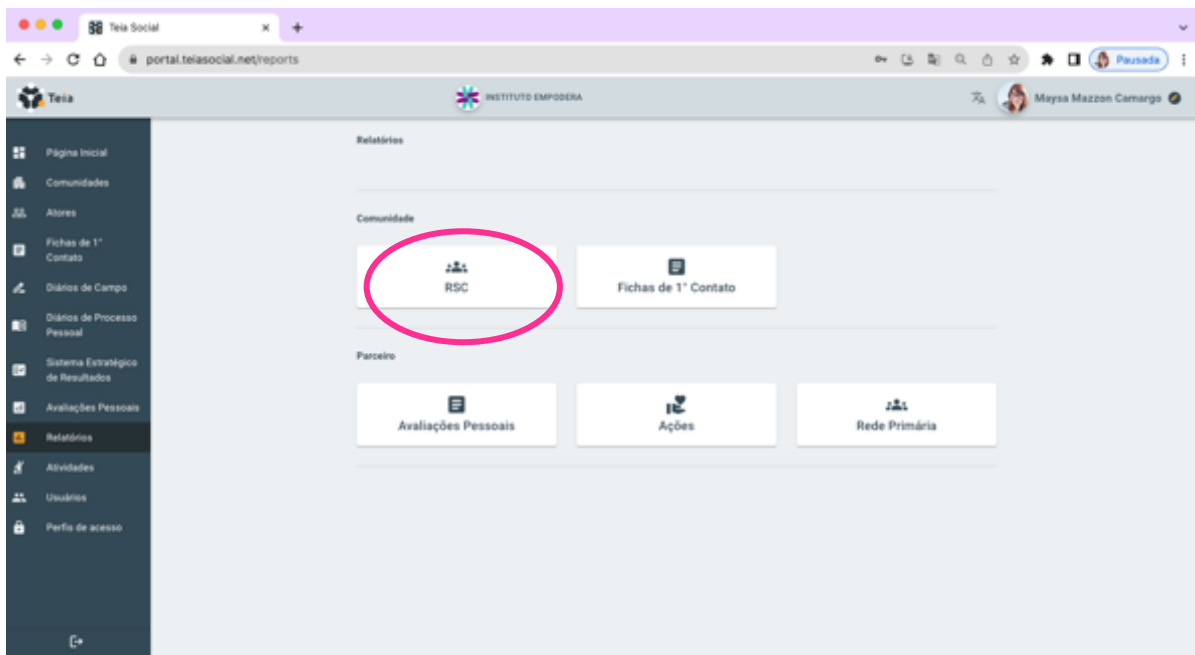 Teia Social
portal.teiasocial.net/reports
Pausada
Teia
INSTITUTO EMPODERA
Maysa Mazzon Camargo
Página Inicial
Comunidades
Atores
Fichas de 1°
Contato
Diários de Campo
Diários de Processo
Pessoal
Sistema Estratégico
de Resultados
Avaliações Pessoais
Relatórios
Atividades
Usuários
Perfis de acesso
Relatórios
Comunidade
RSC
Fichas de 1° Contato
Parceiro
Avaliações Pessoais
Ações
Rede Primária